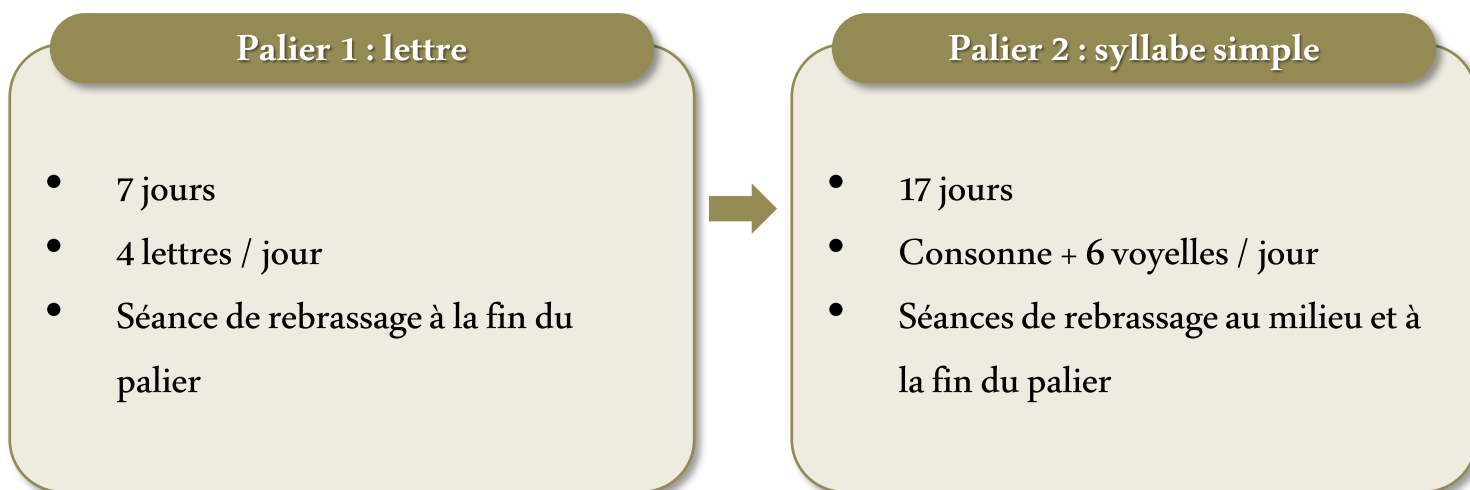 Palier 1 : lettre
• 7 jours
• 4 lettres / jour
• Séance de rebrassage à la fin du
palier
Palier 2 : syllabe simple
• 17 jours
• Consonne + 6 voyelles / jour
• Séances de rebrassage au milieu et à
la fin du palier